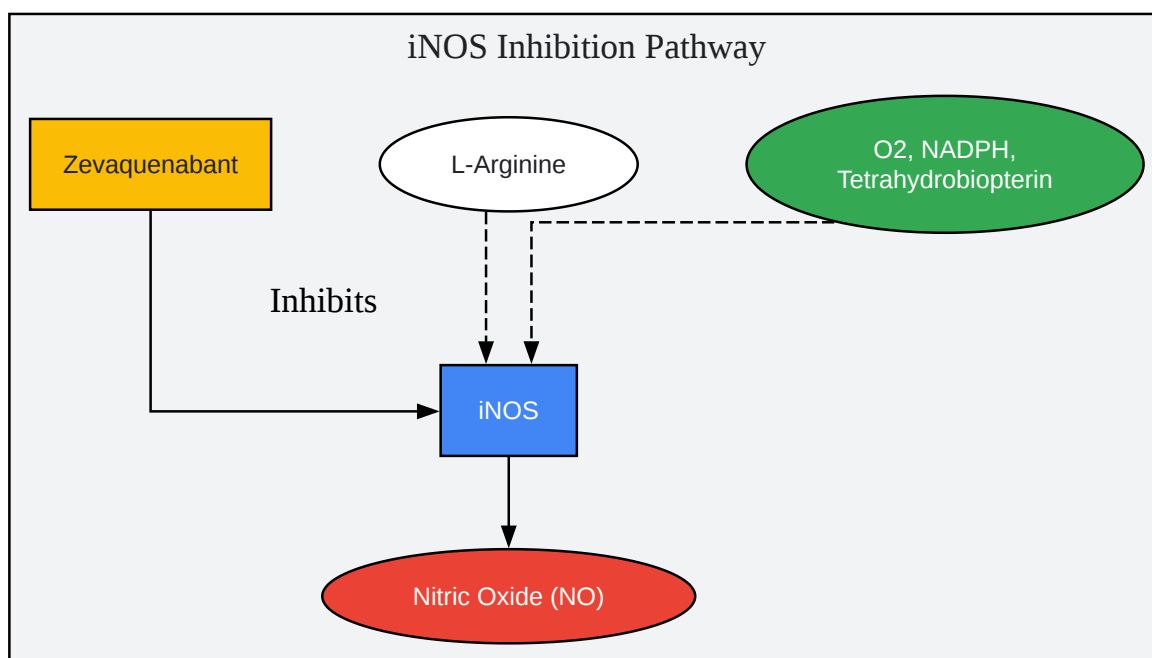 iNOS Inhibition Pathway
Zevaquenabant
L-Arginine
O2, NADPH,
Tetrahydrobiopterin
Inhibits
iNOS
Nitric Oxide (NO)